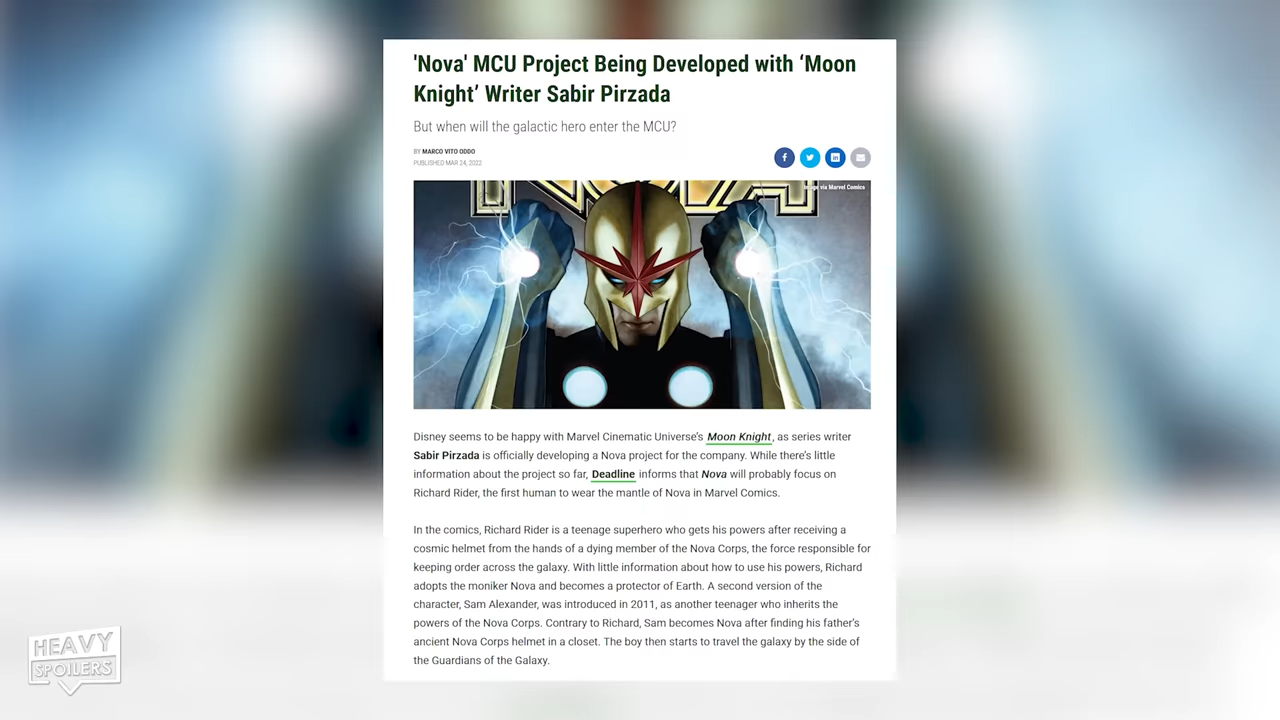 'Nova' MCU Project Being Developed with ‘Moon
Knight’ Writer Sabir Pirzada
But when will the galactic hero enter the MCU?
BY MARCO VITO ODDO
PUBLISHED MAR 24, 2022
Image via Marvel Comics
NOVA
Disney seems to be happy with Marvel Cinematic Universe’s Moon Knight, as series writer
Sabir Pirzada is officially developing a Nova project for the company. While there’s little
information about the project so far, Deadline informs that Nova will probably focus on
Richard Rider, the first human to wear the mantle of Nova in Marvel Comics.
In the comics, Richard Rider is a teenage superhero who gets his powers after receiving a
cosmic helmet from the hands of a dying member of the Nova Corps, the force responsible for
keeping order across the galaxy. With little information about how to use his powers, Richard
adopts the moniker Nova and becomes a protector of Earth. A second version of the
character, Sam Alexander, was introduced in 2011, as another teenager who inherits the
powers of the Nova Corps. Contrary to Richard, Sam becomes Nova after finding his father’s
ancient Nova Corps helmet in a closet. The boy then starts to travel the galaxy by the side of
the Guardians of the Galaxy.
HEAVY
SPOILERS